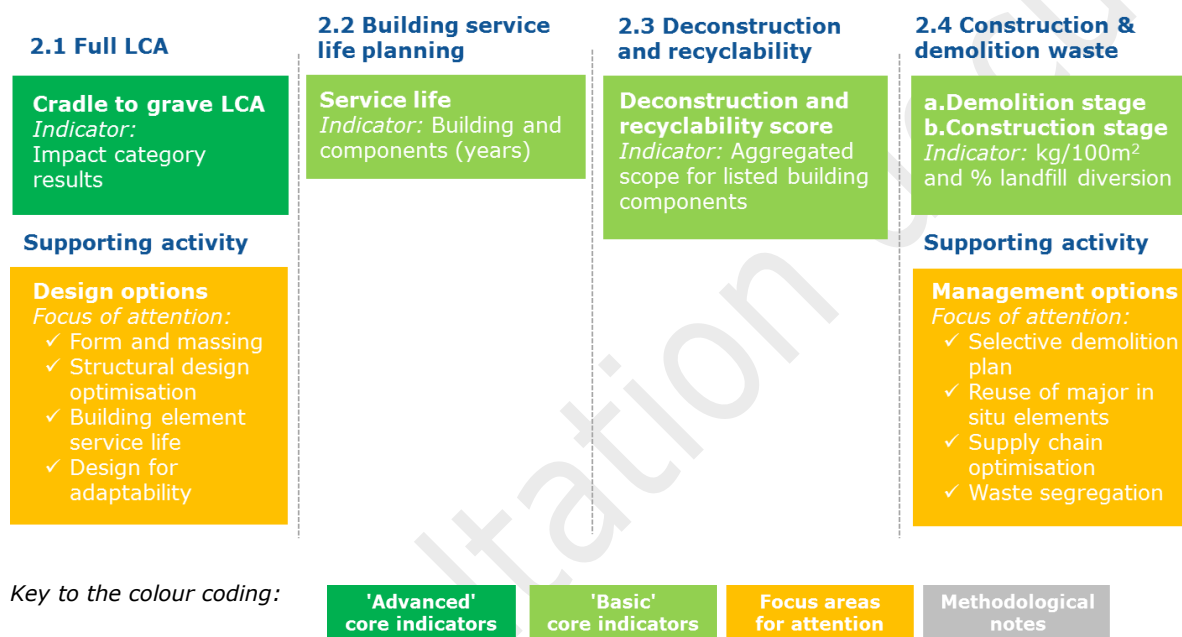 2.1 Full LCA
Cradle to grave LCA
Indicator:
Impact category
results
Supporting activity
Design options
Focus of attention:
✓ Form and massing
✓ Structural design
optimisation
✓ Building element
service life
✓ Design for
adaptability
2.2 Building service
life planning
Service life
Indicator: Building and
components (years)
2.3 Deconstruction
and recyclability
Deconstruction and
recyclability score
Indicator: Aggregated
scope for listed building
components
2.4 Construction &
demolition waste
a.Demolition stage
b.Construction stage
Indicator: kg/100m²
and % landfill diversion
Supporting activity
Management options
Focus of attention:
✓ Selective demolition
plan
✓ Reuse of major in
situ elements
✓ Supply chain
optimisation
✓ Waste segregation
Key to the colour coding:
'Advanced'
core indicators
'Basic'
core indicators
Focus areas
for attention
Methodological
notes